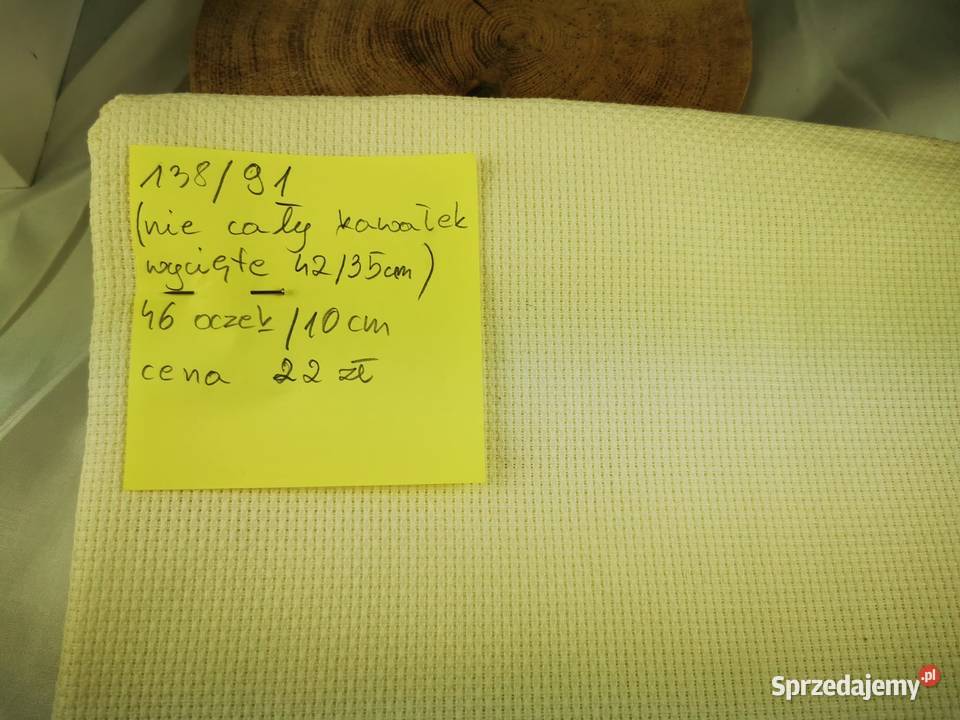 138/91
(nie cały kawałek
wycięte 42/35cm)
46 oczek/10cm
cena 22 zł
Sprzedajemy.pl